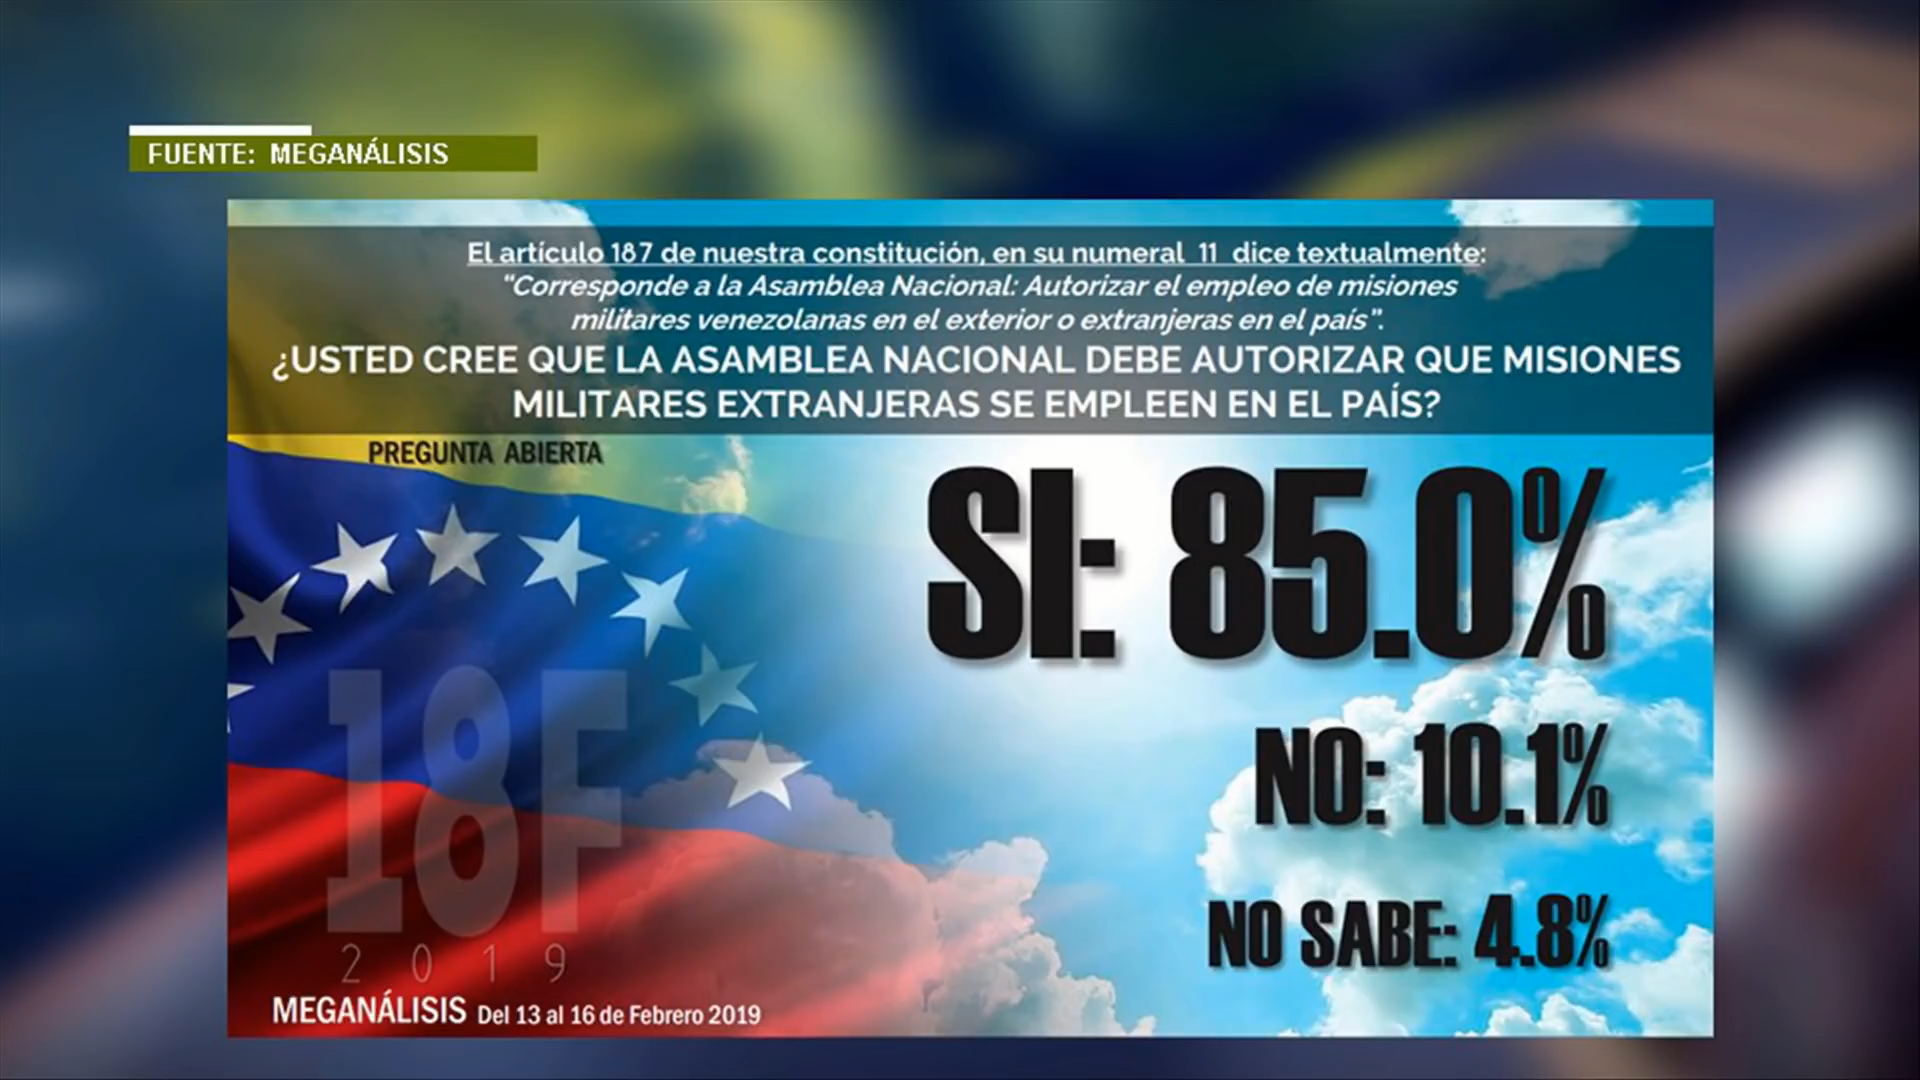 FUENTE: MEGANÁLISIS
El artículo 187 de nuestra constitución, en su numeral 11 dice textualmente:
"Corresponde a la Asamblea Nacional: Autorizar el empleo de misiones
militares venezolanas en el exterior o extranjeras en el país".
¿USTED CREE QUE LA ASAMBLEA NACIONAL DEBE AUTORIZAR QUE MISIONES
MILITARES EXTRANJERAS SE EMPLEEN EN EL PAÍS?
PREGUNTA ABIERTA
SI: 85.0%
NO: 10.1%
NO SABE: 4.8%
18F
2019
MEGANÁLISIS Del 13 al 16 de Febrero 2019